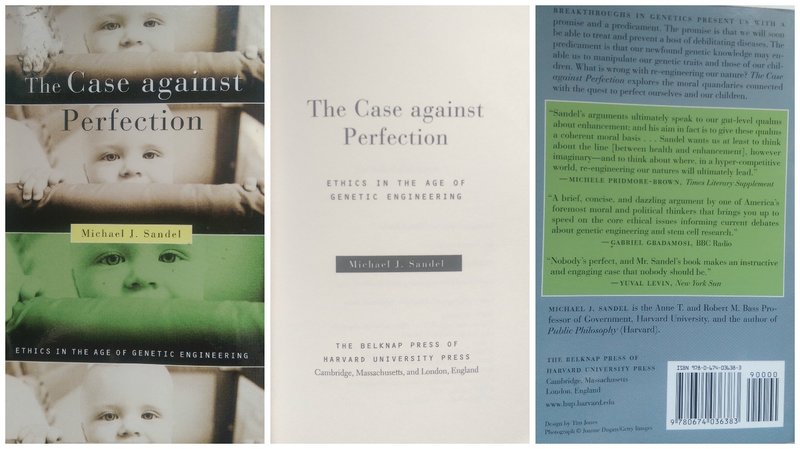 The Case against
Perfection
Michael J. Sandel
ETHICS IN THE AGE OF GENETIC ENGINEERING
The Case against
Perfection
ETHICS IN THE AGE OF
GENETIC ENGINEERING
Michael J. Sandel
THE BELKNAP PRESS OF
HARVARD UNIVERSITY PRESS
Cambridge, Massachusetts, and London, England
BREAKTHROUGHS IN GENETICS PRESENT US WITH A
promise and a predicament. The promise is that we will soon
be able to treat and prevent a host of debilitating diseases. The
predicament is that our newfound genetic knowledge may en-
able us to manipulate our genetic traits and those of our chil-
dren. What is wrong with re-engineering our nature? The Case
against Perfection explores the moral quandaries connected
with the quest to perfect ourselves and our children.
“Sandel's arguments ultimately speak to our gut-level qualms
about enhancement; and his aim in fact is to give these qualms
a coherent moral basis . . . Sandel wants us at least to think
about the line [between health and enhancement], however
imaginary—and to think about where, in a hyper-competitive
world, re-engineering our natures will ultimately lead.”
—MICHELE PRIDMORE-BROWN, Times Literary Supplement
“A brief, concise, and dazzling argument by one of America's
foremost moral and political thinkers that brings you up to
speed on the core ethical issues informing current debates
about genetic engineering and stem cell research.”
—GABRIEL GBADAMOSI, BBC Radio
“Nobody's perfect, and Mr. Sandel's book makes an instructive
and engaging case that nobody should be.”
—YUVAL LEVIN, New York Sun
MICHAEL J. SANDEL is the Anne T. and Robert M. Bass Pro-
fessor of Government, Harvard University, and the author of
Public Philosophy (Harvard).
THE BELKNAP PRESS OF
HARVARD UNIVERSITY PRESS
Cambridge, Massachusetts
London, England
www.hup.harvard.edu
Design by Tim Jones
Photograph © Joanne Dugan/Getty Images
ISBN 978-0-674-03638-3
90000
9 780674 036383